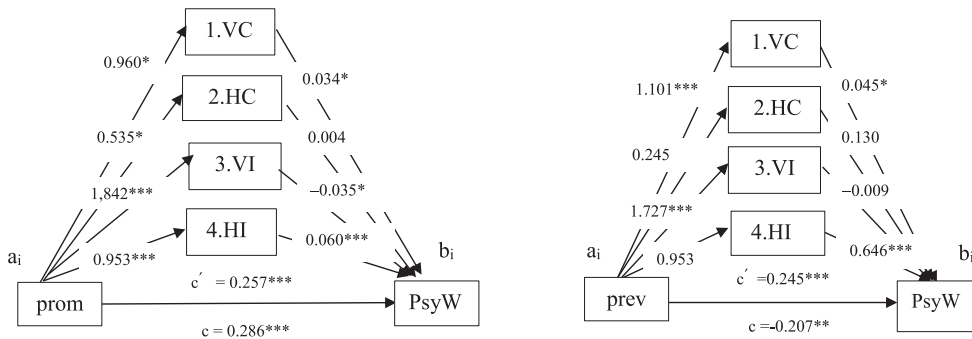 1.VC
0.960*
0.034*
2.HC
0.535*
0.004
3.VI
1,842***
−0.035*
4.HI
0.953***
0.060***
ai
bi
c′ = 0.257***
prom
PsyW
c = 0.286***
1.VC
1.101***
0.045*
2.HC
0.245
0.130
3.VI
1.727***
−0.009
4.HI
0.953
0.646***
ai
bi
c′ = 0.245***
prev
PsyW
c=-0.207**